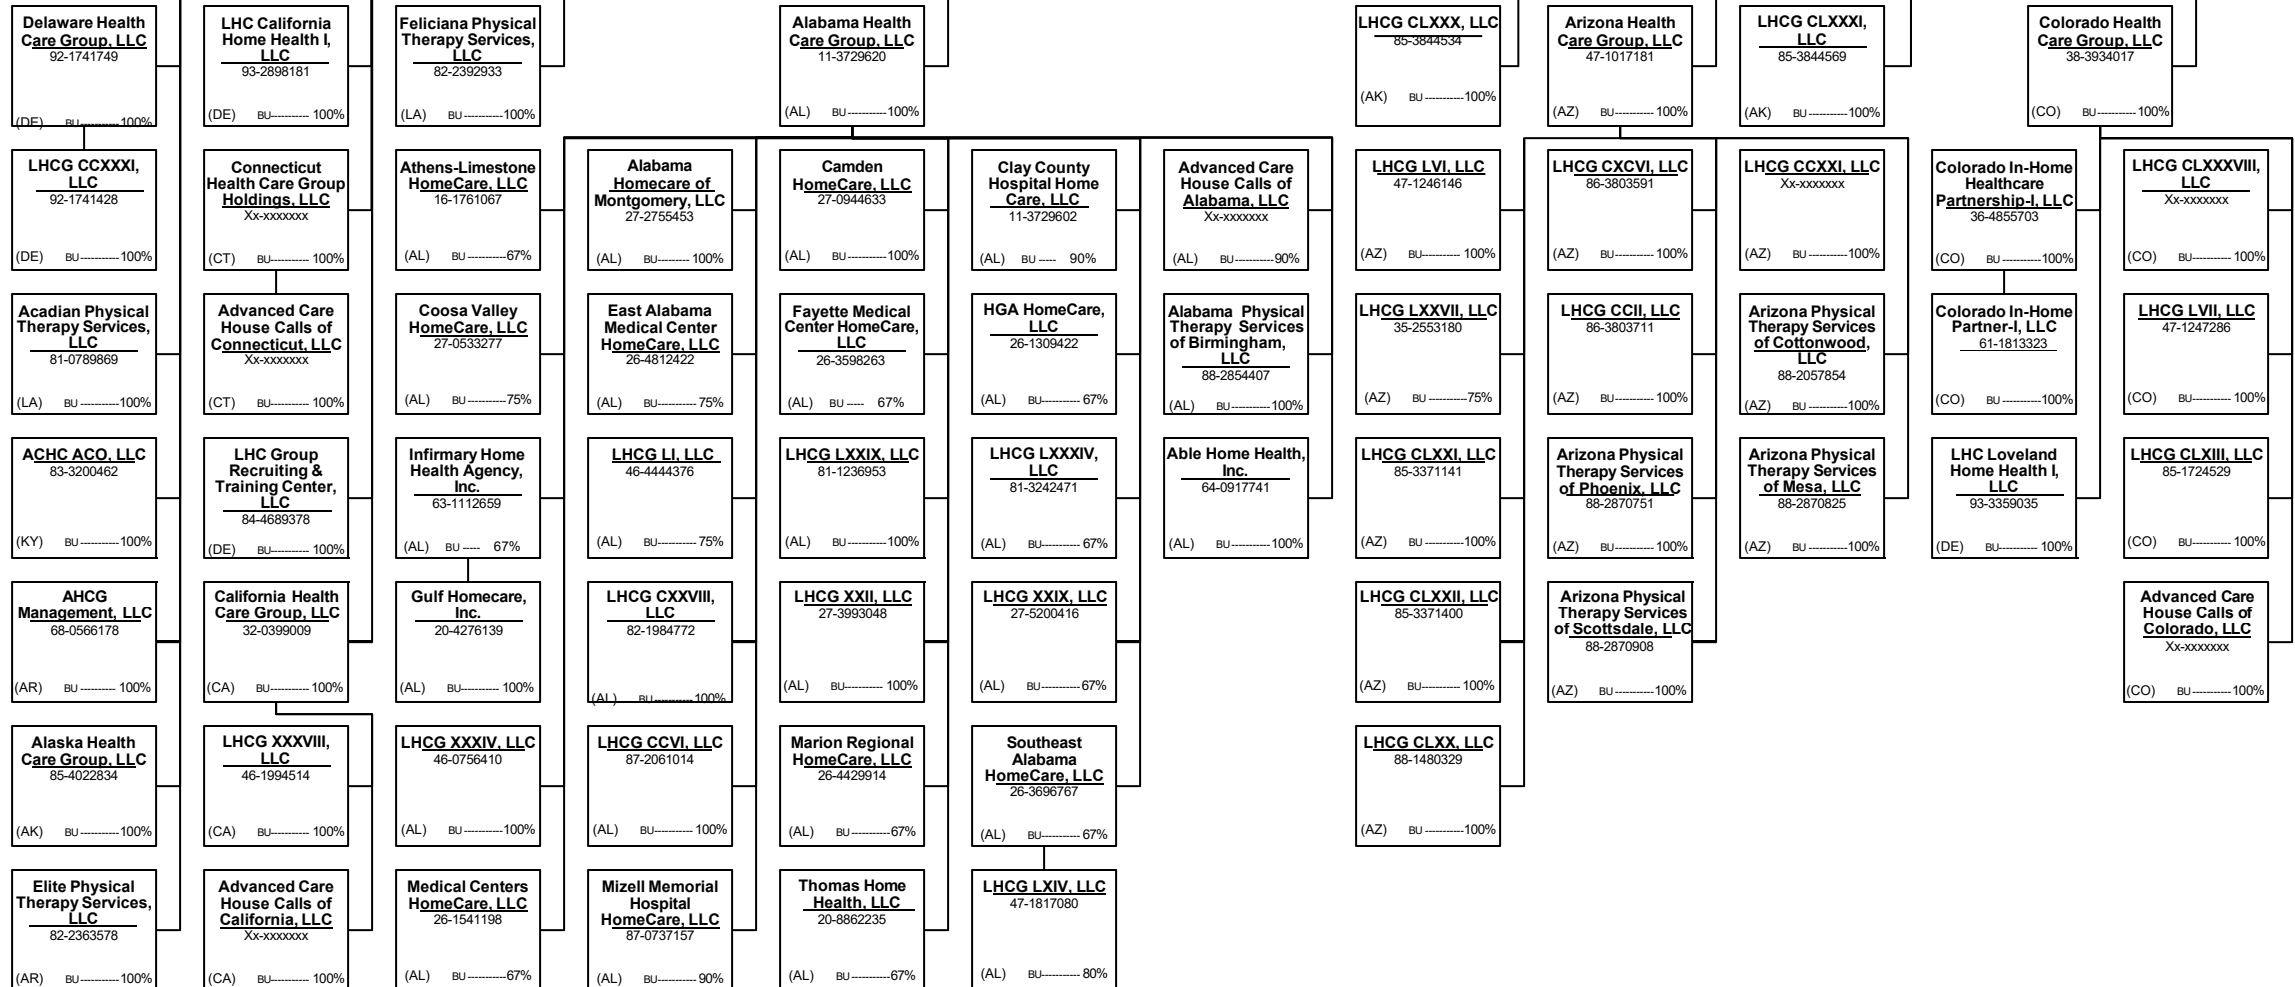 Delaware Health
Care Group, LLC
92-1741749
(DE) BU-----------100%
LHC California
Home Health I,
LLC
93-2898181
(DE) BU----------- 100%
Feliciana Physical
Therapy Services,
LLC
82-2392933
(LA) BU -----------100%
Alabama Health
Care Group, LLC
11-3729620
(AL) BU -----------100%
LHCG CLXXX, LLC
85-3844534
(AK) BU -----------100%
Arizona Health
Care Group, LLC
47-1017181
(AZ) BU -----------100%
LHCG CLXXXI,
LLC
85-3844569
(AK) BU -----------100%
Colorado Health
Care Group, LLC
38-3934017
(CO) BU-----------100%
LHCG CCXXXI,
LLC
92-1741428
(DE) BU----------- 100%
Connecticut
Health Care Group
Holdings, LLC
Xx-xxxxxxx
(CT) BU----------- 100%
Athens-Limestone
HomeCare, LLC
16-1761067
(AL) BU -----------67%
Alabama
Homecare of
Montgomery, LLC
27-2755453
(AL) BU--------- 100%
Camden
HomeCare, LLC
27-0944633
(AL) BU-----------100%
Clay County
Hospital Home
Care, LLC
11-3729602
(AL) BU ----- 90%
Advanced Care
House Calls of
Alabama, LLC
Xx-xxxxxxx
(AL) BU -----------90%
LHCG LVI, LLC
47-1246146
(AZ) BU----------- 100%
LHCG CXCVI, LLC
86-3803591
(AZ) BU----------- 100%
LHCG CCXXI, LLC
Xx-xxxxxxx
(AZ) BU-----------100%
Colorado In-Home
Healthcare
Partnership-I, LLC
36-4855703
(CO) BU -----------100%
LHCG CLXXXVIII,
LLC
Xx-xxxxxxx
(CO) BU-----------100%
Acadian Physical
Therapy Services,
LLC
81-0789869
(LA) BU -----------100%
Advanced Care
House Calls of
Connecticut, LLC
Xx-xxxxxxx
(CT) BU----------- 100%
Coosa Valley
HomeCare, LLC
27-0533277
(AL) BU -----------75%
East Alabama
Medical Center
HomeCare, LLC
26-4812422
(AL) BU----------- 75%
Fayette Medical
Center HomeCare,
LLC
26-3598263
(AL) BU ----- 67%
HGA HomeCare,
LLC
26-1309422
(AL) BU----------- 67%
Alabama Physical
Therapy Services
of Birmingham,
LLC
88-2854407
(AL) BU -----------100%
LHCG LXXVII, LLC
35-2553180
(AZ) BU -----------75%
LHCG CCII, LLC
86-3803711
(AZ) BU -----------100%
Arizona Physical
Therapy Services
of Cottonwood,
LLC
88-2057854
(AZ) BU -----------100%
Colorado In-Home
Partner-I, LLC
61-1813323
(CO) BU -----------100%
LHCG LVII, LLC
47-1247286
(CO) BU-----------100%
ACHC ACO, LLC
83-3200462
(KY) BU-----------100%
LHC Group
Recruiting &
Training Center,
LLC
84-4689378
(DE) BU----------- 100%
Infirmary Home
Health Agency,
Inc.
63-1112659
(AL) BU ----- 67%
LHCG LI, LLC
46-4444376
(AL) BU----------- 75%
LHCG LXXIX, LLC
81-1236953
(AL) BU-----------100%
LHCG LXXXIV,
LLC
81-3242471
(AL) BU----------- 67%
Able Home Health,
Inc.
64-0917741
(AL) BU-----------100%
LHCG CLXXI, LLC
85-3371141
(AZ) BU -----------100%
Arizona Physical
Therapy Services
of Phoenix, LLC
88-2870751
(AZ) BU -----------100%
Arizona Physical
Therapy Services
of Mesa, LLC
88-2870825
(AZ) BU -----------100%
LHC Loveland
Home Health I,
LLC
93-3359035
(DE) BU----------- 100%
LHCG CLXIII, LLC
85-1724529
(CO) BU-----------100%
AHCG
Management, LLC
68-0566178
(AR) BU ----------- 100%
California Health
Care Group, LLC
32-0399009
(CA) BU-----------100%
Gulf Homecare,
Inc.
20-4276139
(AL) BU----------- 100%
LHCG CXXVIII,
LLC
82-1984772
(AL) BU-----------100%
LHCG XXII, LLC
27-3993048
(AL) BU----------- 100%
LHCG XXIX, LLC
27-5200416
(AL) BU----------- 67%
LHCG CLXXII, LLC
85-3371400
(AZ) BU ----------- 100%
Arizona Physical
Therapy Services
of Scottsdale, LLC
88-2870908
(AZ) BU -----------100%
Advanced Care
House Calls of
Colorado, LLC
Xx-xxxxxxx
(CO) BU-----------100%
Alaska Health
Care Group, LLC
85-4022834
(AK) BU -----------100%
LHCG XXXVIII,
LLC
46-1994514
(CA) BU----------- 100%
LHCG XXXIV, LLC
46-0756410
(AL) BU -----------100%
LHCG CCVI, LLC
87-2061014
(AL) BU----------- 100%
Marion Regional
HomeCare, LLC
26-4429914
(AL) BU -----------67%
Southeast
Alabama
HomeCare, LLC
26-3696767
(AL) BU----------- 67%
LHCG CLXX, LLC
88-1480329
(AZ) BU -----------100%
Elite Physical
Therapy Services,
LLC
82-2363578
(AR) BU-----------100%
Advanced Care
House Calls of
California, LLC
Xx-xxxxxxx
(CA) BU----------- 100%
Medical Centers
HomeCare, LLC
26-1541198
(AL) BU -----------67%
Mizell Memorial
Hospital
HomeCare, LLC
87-0737157
(AL) BU----------- 90%
Thomas Home
Health, LLC
20-8862235
(AL) BU -----------67%
LHCG LXIV, LLC
47-1817080
(AL) BU----------- 80%